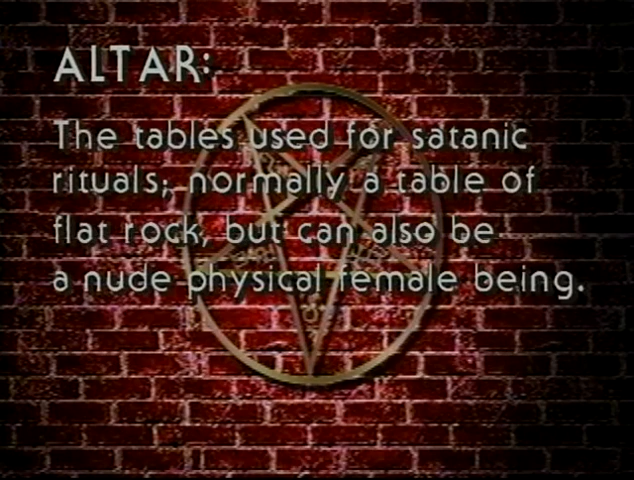 ALTAR:
The tables used for satanic
rituals; normally a table of
flat rock, but can also be
a nude physical female being.